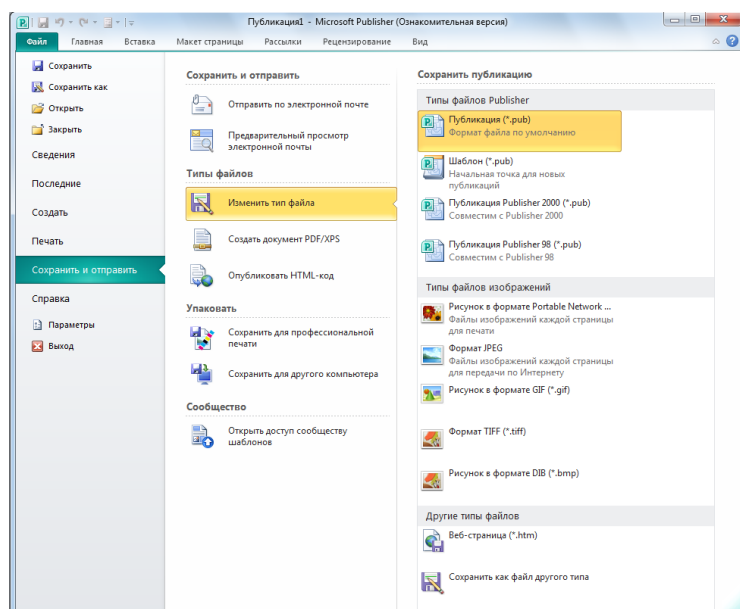 Публикация1 - Microsoft Publisher (Ознакомительная версия)
Файл Главная Вставка Макет страницы Рассылки Рецензирование Вид
Сохранить
Сохранить как
Открыть
Закрыть
Сведения
Последние
Создать
Печать
Сохранить и отправить
Справка
Параметры
Выход
Сохранить и отправить
Отправить по электронной почте
Предварительный просмотр
электронной почты
Типы файлов
Изменить тип файла
Создать документ PDF/XPS
Опубликовать HTML-код
Упаковать
Сохранить для профессиональной
печати
Сохранить для другого компьютера
Сообщество
Открыть доступ сообществу
шаблонов
Сохранить публикацию
Типы файлов Publisher
Публикация (*.pub)
Формат файла по умолчанию
Шаблон (*.pub)
Начальная точка для новых
публикаций
Публикация Publisher 2000 (*.pub)
Совместим с Publisher 2000
Публикация Publisher 98 (*.pub)
Совместим с Publisher 98
Типы файлов изображений
Рисунок в формате Portable Network ...
Файлы изображений каждой страницы
для печати
Формат JPEG
Файлы изображений каждой страницы
для передачи по Интернету
Рисунок в формате GIF (*.gif)
Формат TIFF (*.tiff)
Рисунок в формате DIB (*.bmp)
Другие типы файлов
Веб-страница (*.htm)
Сохранить как файл другого типа